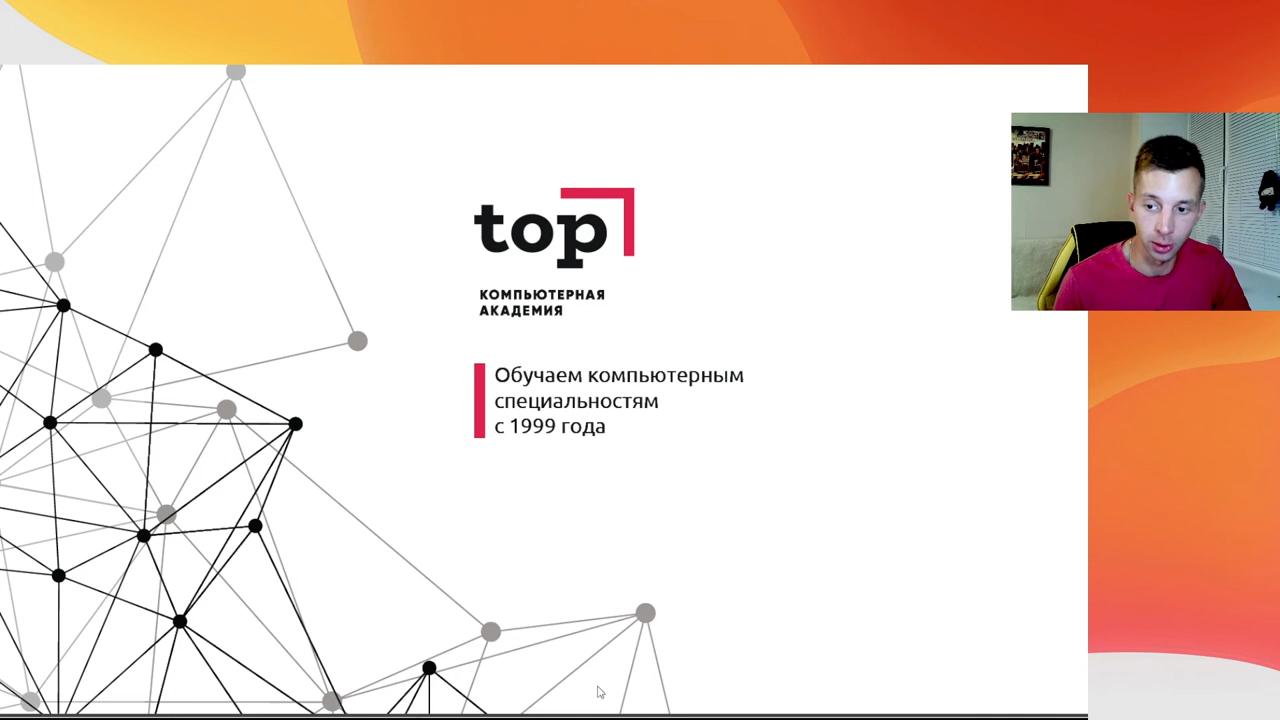 top
КОМПЬЮТЕРНАЯ
АКАДЕМИЯ
Обучаем компьютерным
специальностям
с 1999 года